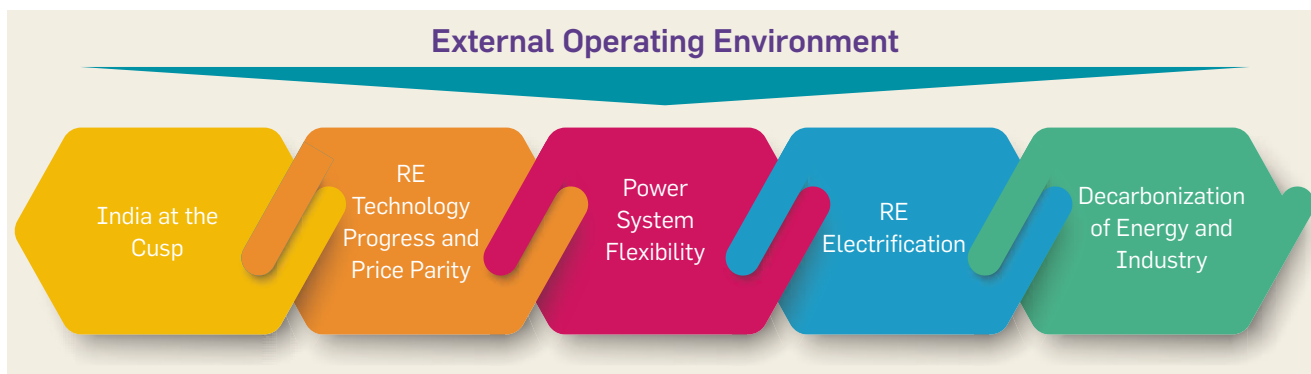 External Operating Environment
India at the
Cusp
RE
Technology
Progress and
Price Parity
Power
System
Flexibility
RE
Electrification
Decarbonization
of Energy and
Industry